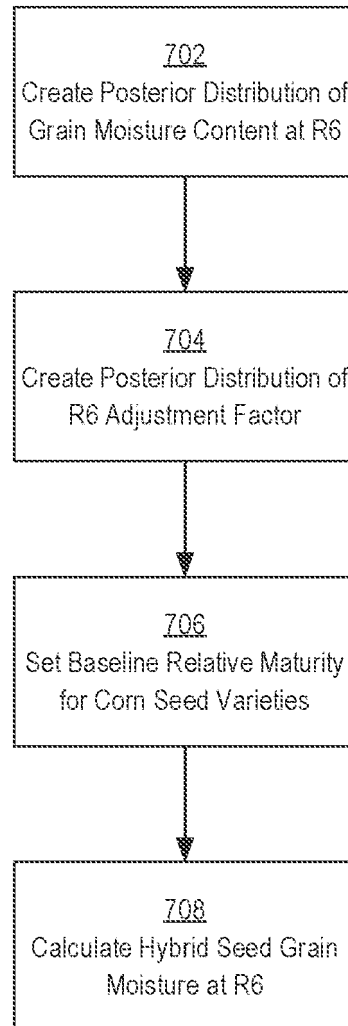 702
Create Posterior Distribution of
Grain Moisture Content at R6
704
Create Posterior Distribution of
R6 Adjustment Factor
706
Set Baseline Relative Maturity
for Corn Seed Varieties
708
Calculate Hybrid Seed Grain
Moisture at R6